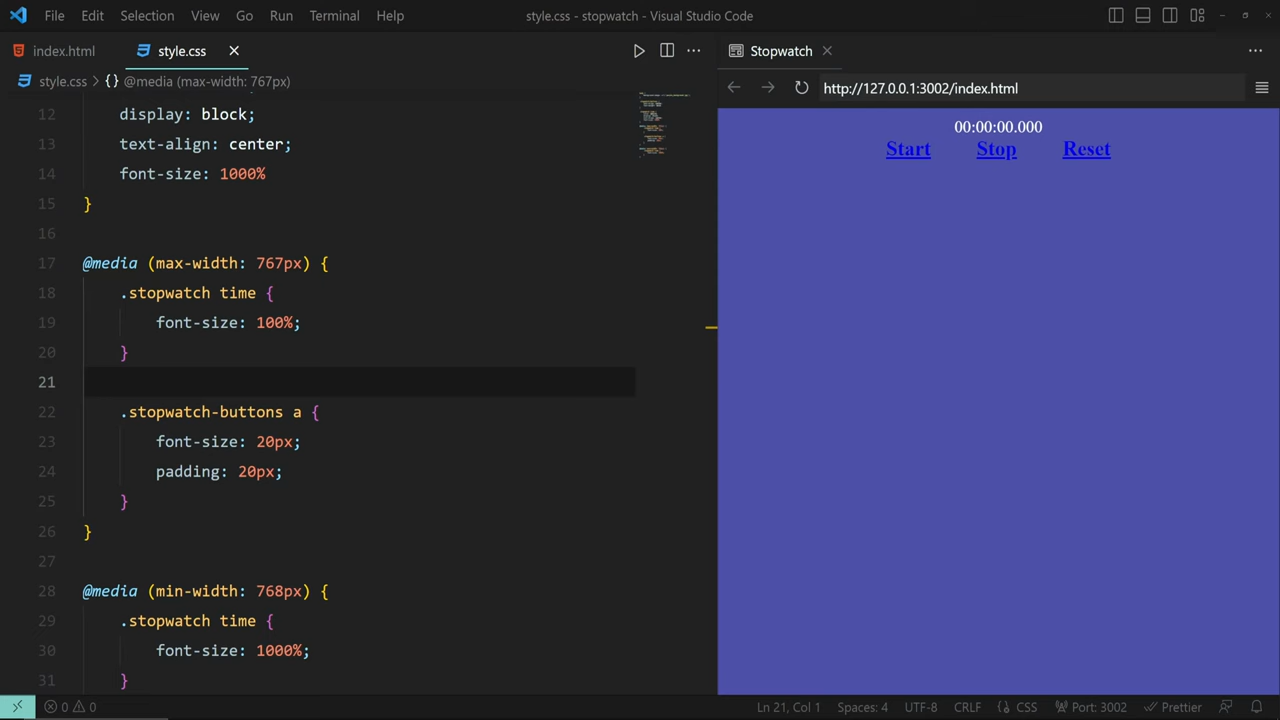 File Edit Selection View Go Run Terminal Help style.css - stopwatch - Visual Studio Code
index.html style.css Stopwatch
style.css > {} @media (max-width: 767px)
http://127.0.0.1:3002/index.html
12 display: block;
13 text-align: center;
14 font-size: 1000%
15 }
16
17 @media (max-width: 767px) {
18 .stopwatch time {
19 font-size: 100%;
20 }
21
22 .stopwatch-buttons a {
23 font-size: 20px;
24 padding: 20px;
25 }
26 }
27
28 @media (min-width: 768px) {
29 .stopwatch time {
30 font-size: 1000%;
31 }
00:00:00.000
Start Stop Reset
0 0 Ln 21, Col 1 Spaces: 4 UTF-8 CRLF {} CSS Port: 3002 Prettier